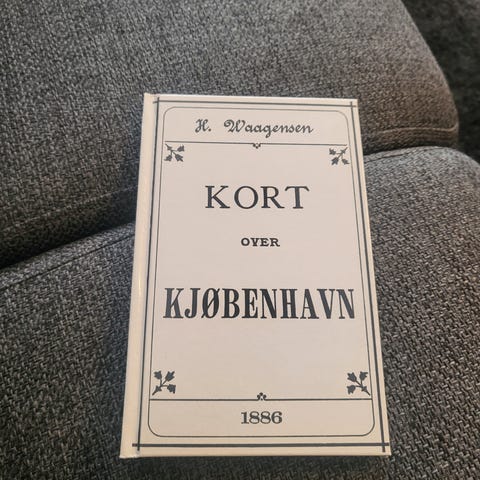 H. Waagensen
KORT
OVER
KJØBENHAVN
1886